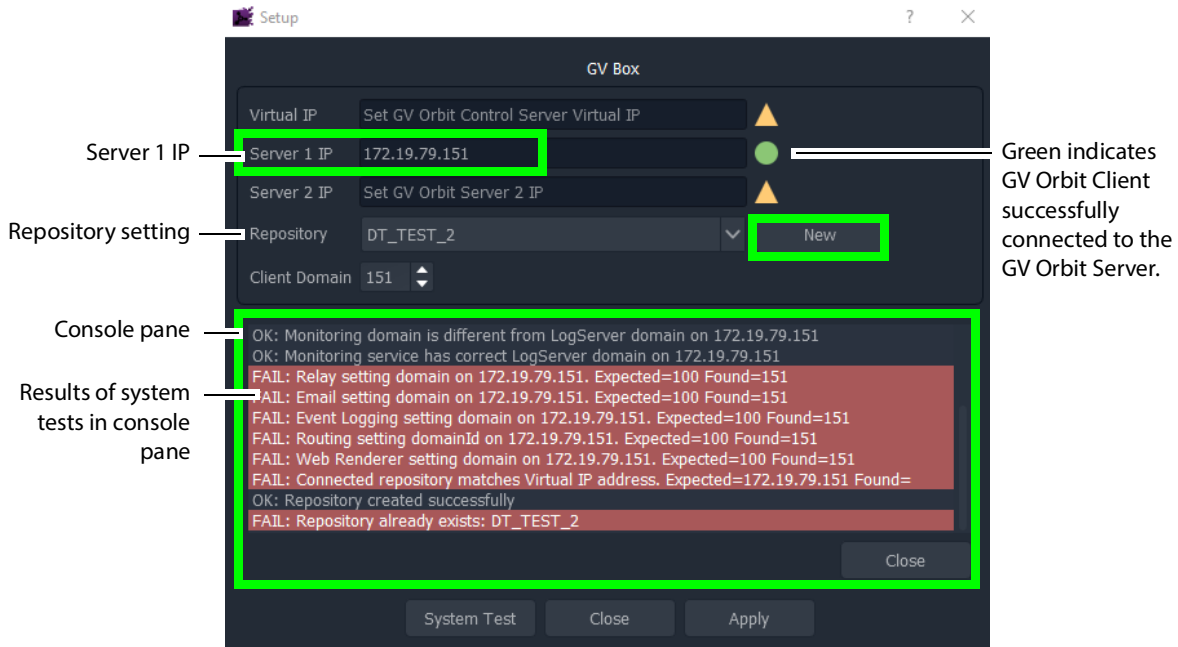 Setup
?
GV Box
Virtual IP
Set GV Orbit Control Server Virtual IP
Server 1 IP
Server 1 IP
172.19.79.151
Green indicates
GV Orbit Client
successfully
connected to the
GV Orbit Server.
Server 2 IP
Set GV Orbit Server 2 IP
Repository setting
Repository
DT_TEST_2
New
Client Domain
151
Console pane
OK: Monitoring domain is different from LogServer domain on 172.19.79.151
OK: Monitoring service has correct LogServer domain on 172.19.79.151
Results of system
tests in console
pane
FAIL: Relay setting domain on 172.19.79.151. Expected=100 Found=151
FAIL: Email setting domain on 172.19.79.151. Expected=100 Found=151
FAIL: Event Logging setting domain on 172.19.79.151. Expected=100 Found=151
FAIL: Routing setting domainId on 172.19.79.151. Expected=100 Found=151
FAIL: Web Renderer setting domain on 172.19.79.151. Expected=100 Found=151
FAIL: Connected repository matches Virtual IP address. Expected=172.19.79.151 Found=
OK: Repository created successfully
FAIL: Repository already exists: DT_TEST_2
Close
System Test
Close
Apply